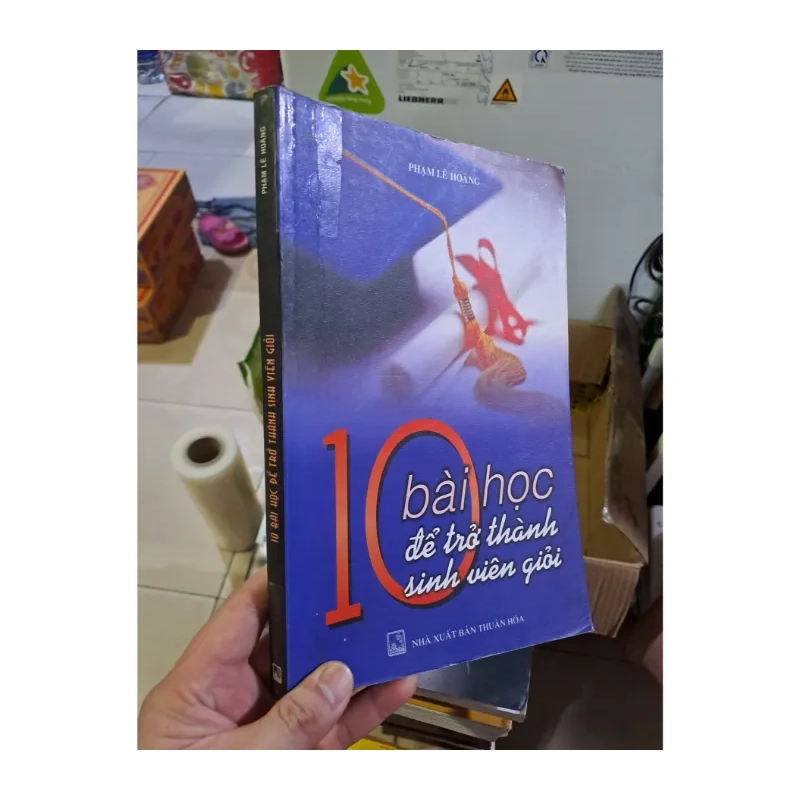 PHẠM LÊ HOÀNG
10
bài học
để trở thành
sinh viên giỏi
NHÀ XUẤT BẢN THUẬN HÓA
PHẠM LÊ HOÀNG
10 BÀI HỌC ĐỂ TRỞ THÀNH SINH VIÊN GIỎI
LIEBHERR